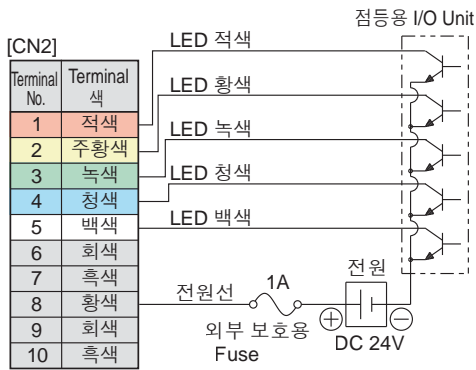 점등용 I/O Unit
[CN2]
LED 적색
Terminal No. Terminal 색
LED 황색
1 적색
LED 녹색
2 주황색
3 녹색
LED 청색
4 청색
LED 백색
5 백색
6 회색
7 흑색
전원
8 황색
전원선 1A
9 회색
외부 보호용
Fuse
DC 24V
10 흑색